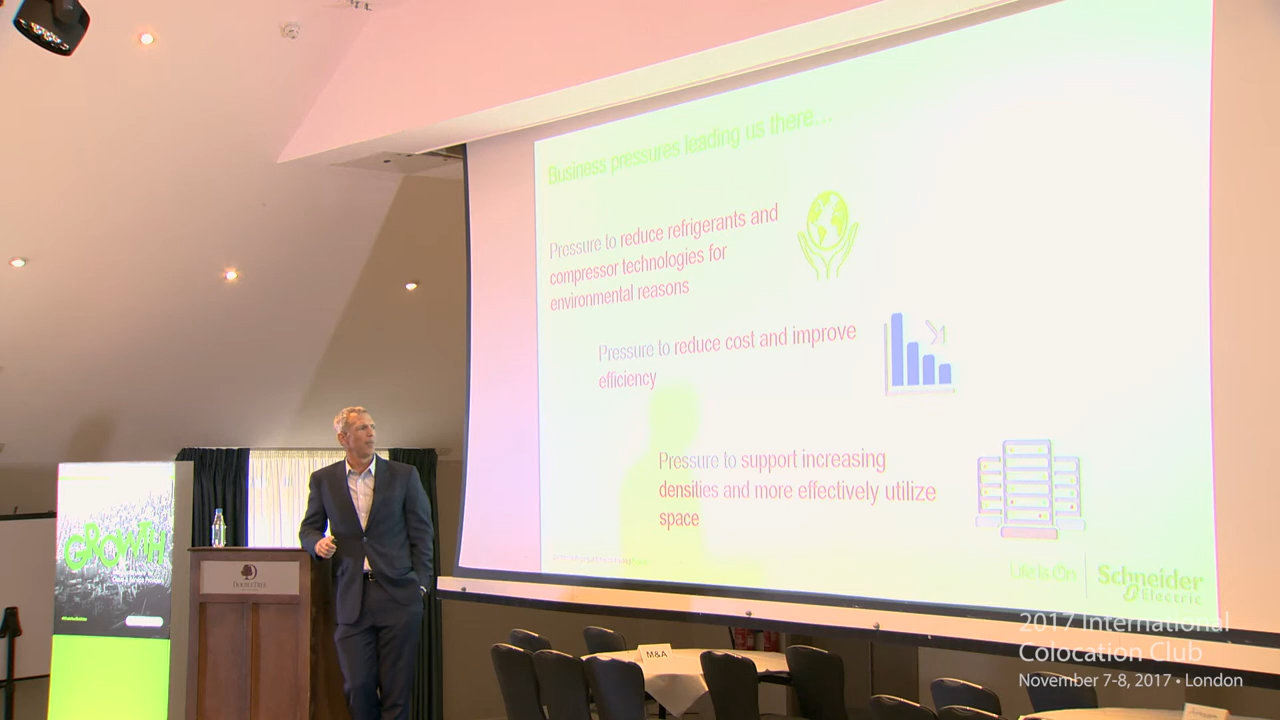 Business pressures leading us there...
Pressure to reduce refrigerants and
compressor technologies for
environmental reasons
Pressure to reduce cost and improve
efficiency
Pressure to support increasing
densities and more effectively utilize
space
Life Is On
Schneider
Electric
GROWTH
DOUBLETREE
M&A
2017 International
Colocation Club
November 7-8, 2017 • London